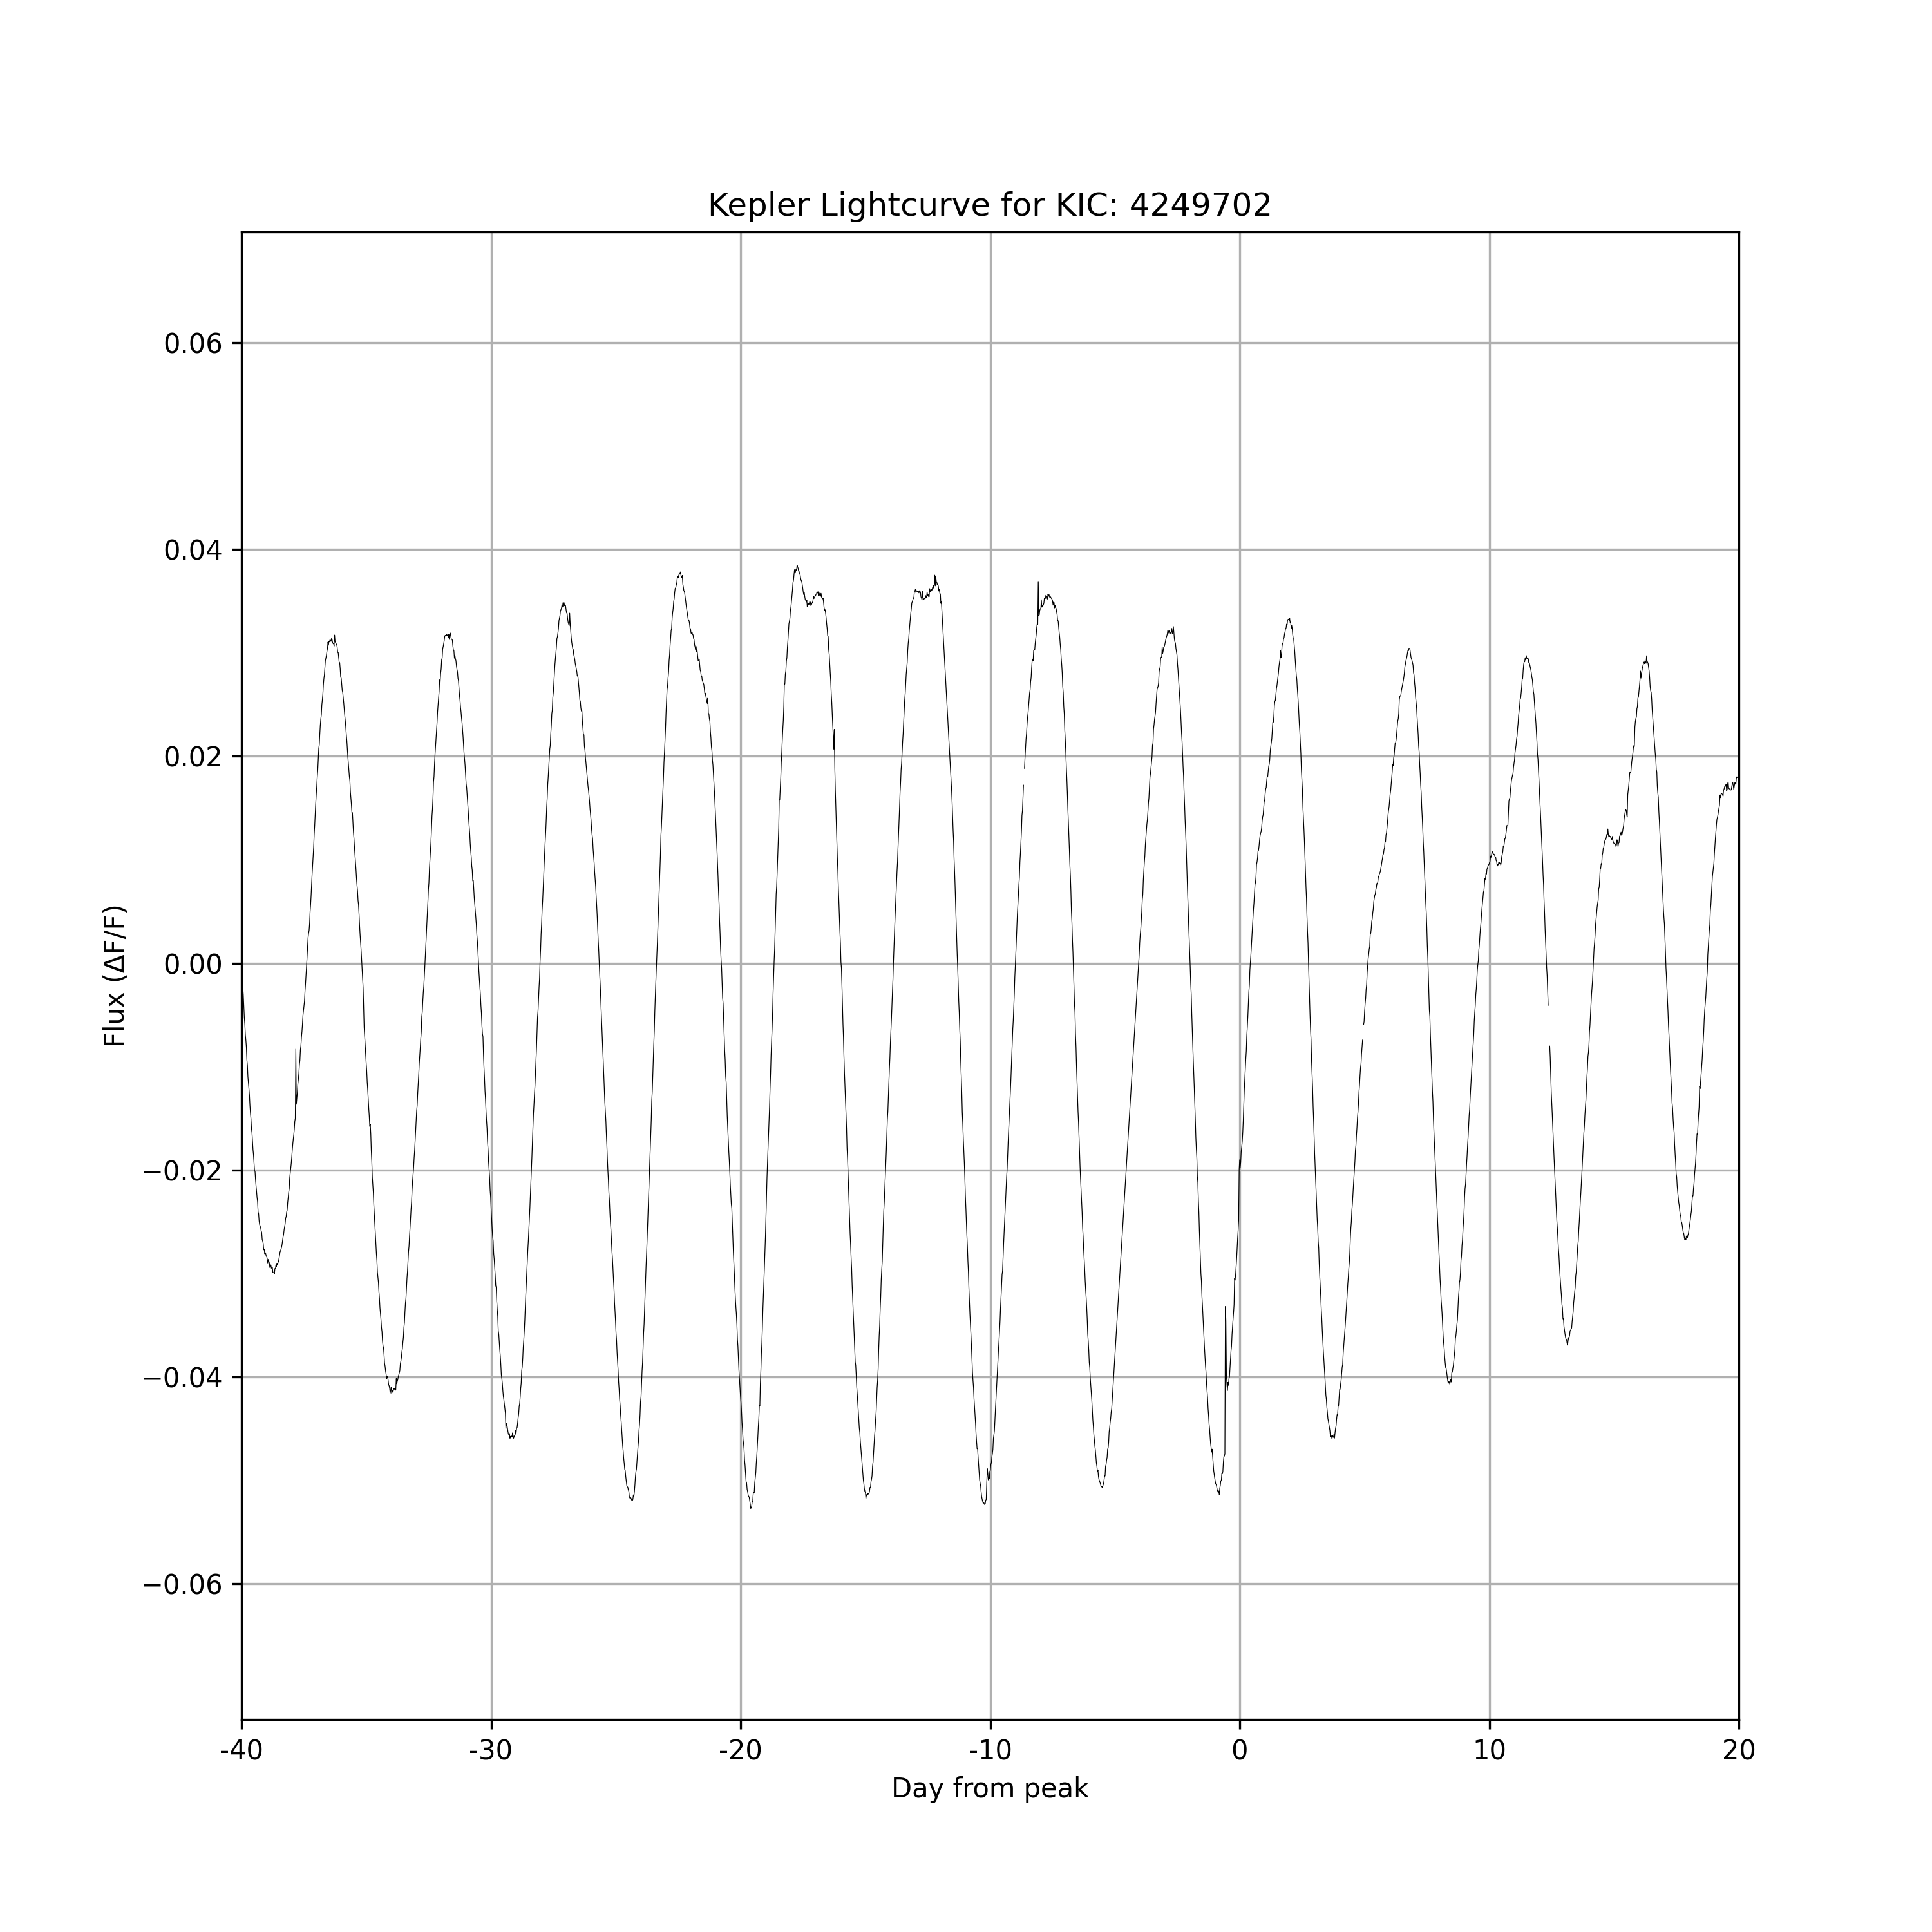 Kepler Lightcurve for KIC: 4249702
0.06
0.04
0.02
0.00
−0.02
−0.04
−0.06
Flux (ΔF/F)
-40 -30 -20 -10 0 10 20
Day from peak